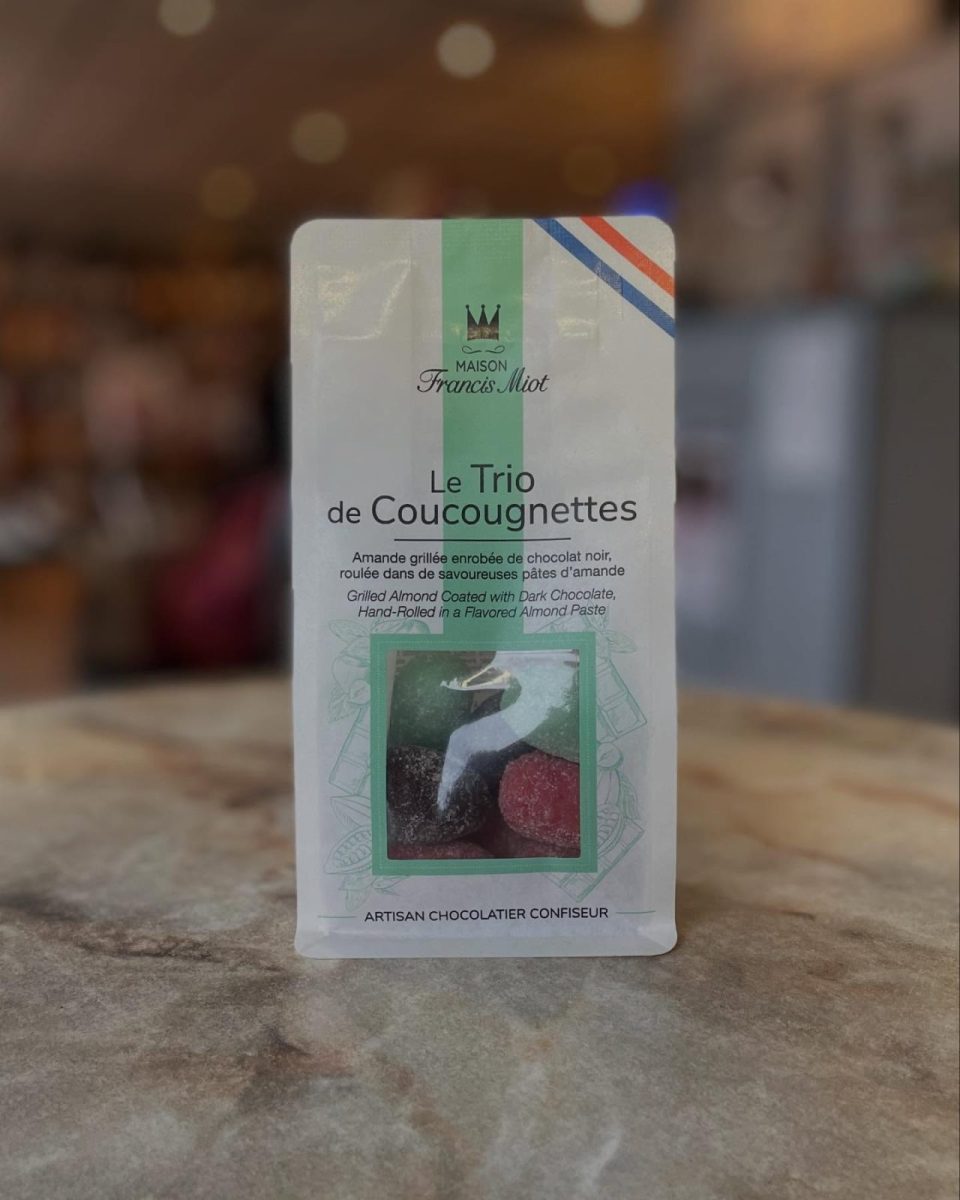 MAISON
Francis Miot
Le Trio
de Coucougnettes
Amande grillée enrobée de chocolat noir,
roulée dans de savoureuses pâtes d'amande
Grilled Almond Coated with Dark Chocolate,
Hand-Rolled in a Flavored Almond Paste
ARTISAN CHOCOLATIER CONFISEUR